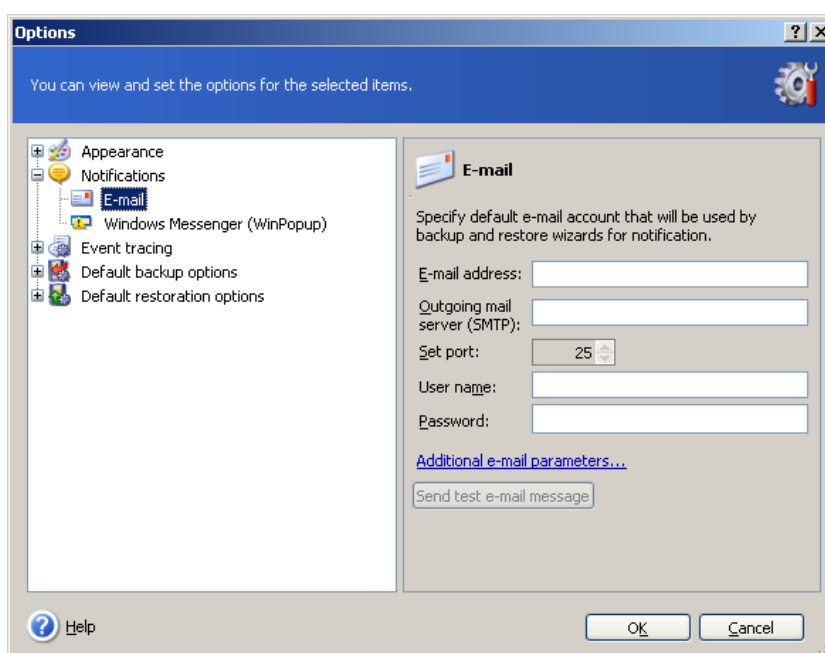 Options
You can view and set the options for the selected items.
Appearance
Notifications
E-mail
Windows Messenger (WinPopup)
Event tracing
Default backup options
Default restoration options
E-mail
Specify default e-mail account that will be used by
backup and restore wizards for notification.
E-mail address:
Outgoing mail
server (SMTP):
Set port:
25
User name:
Password:
Additional e-mail parameters...
Send test e-mail message
Help
OK
Cancel